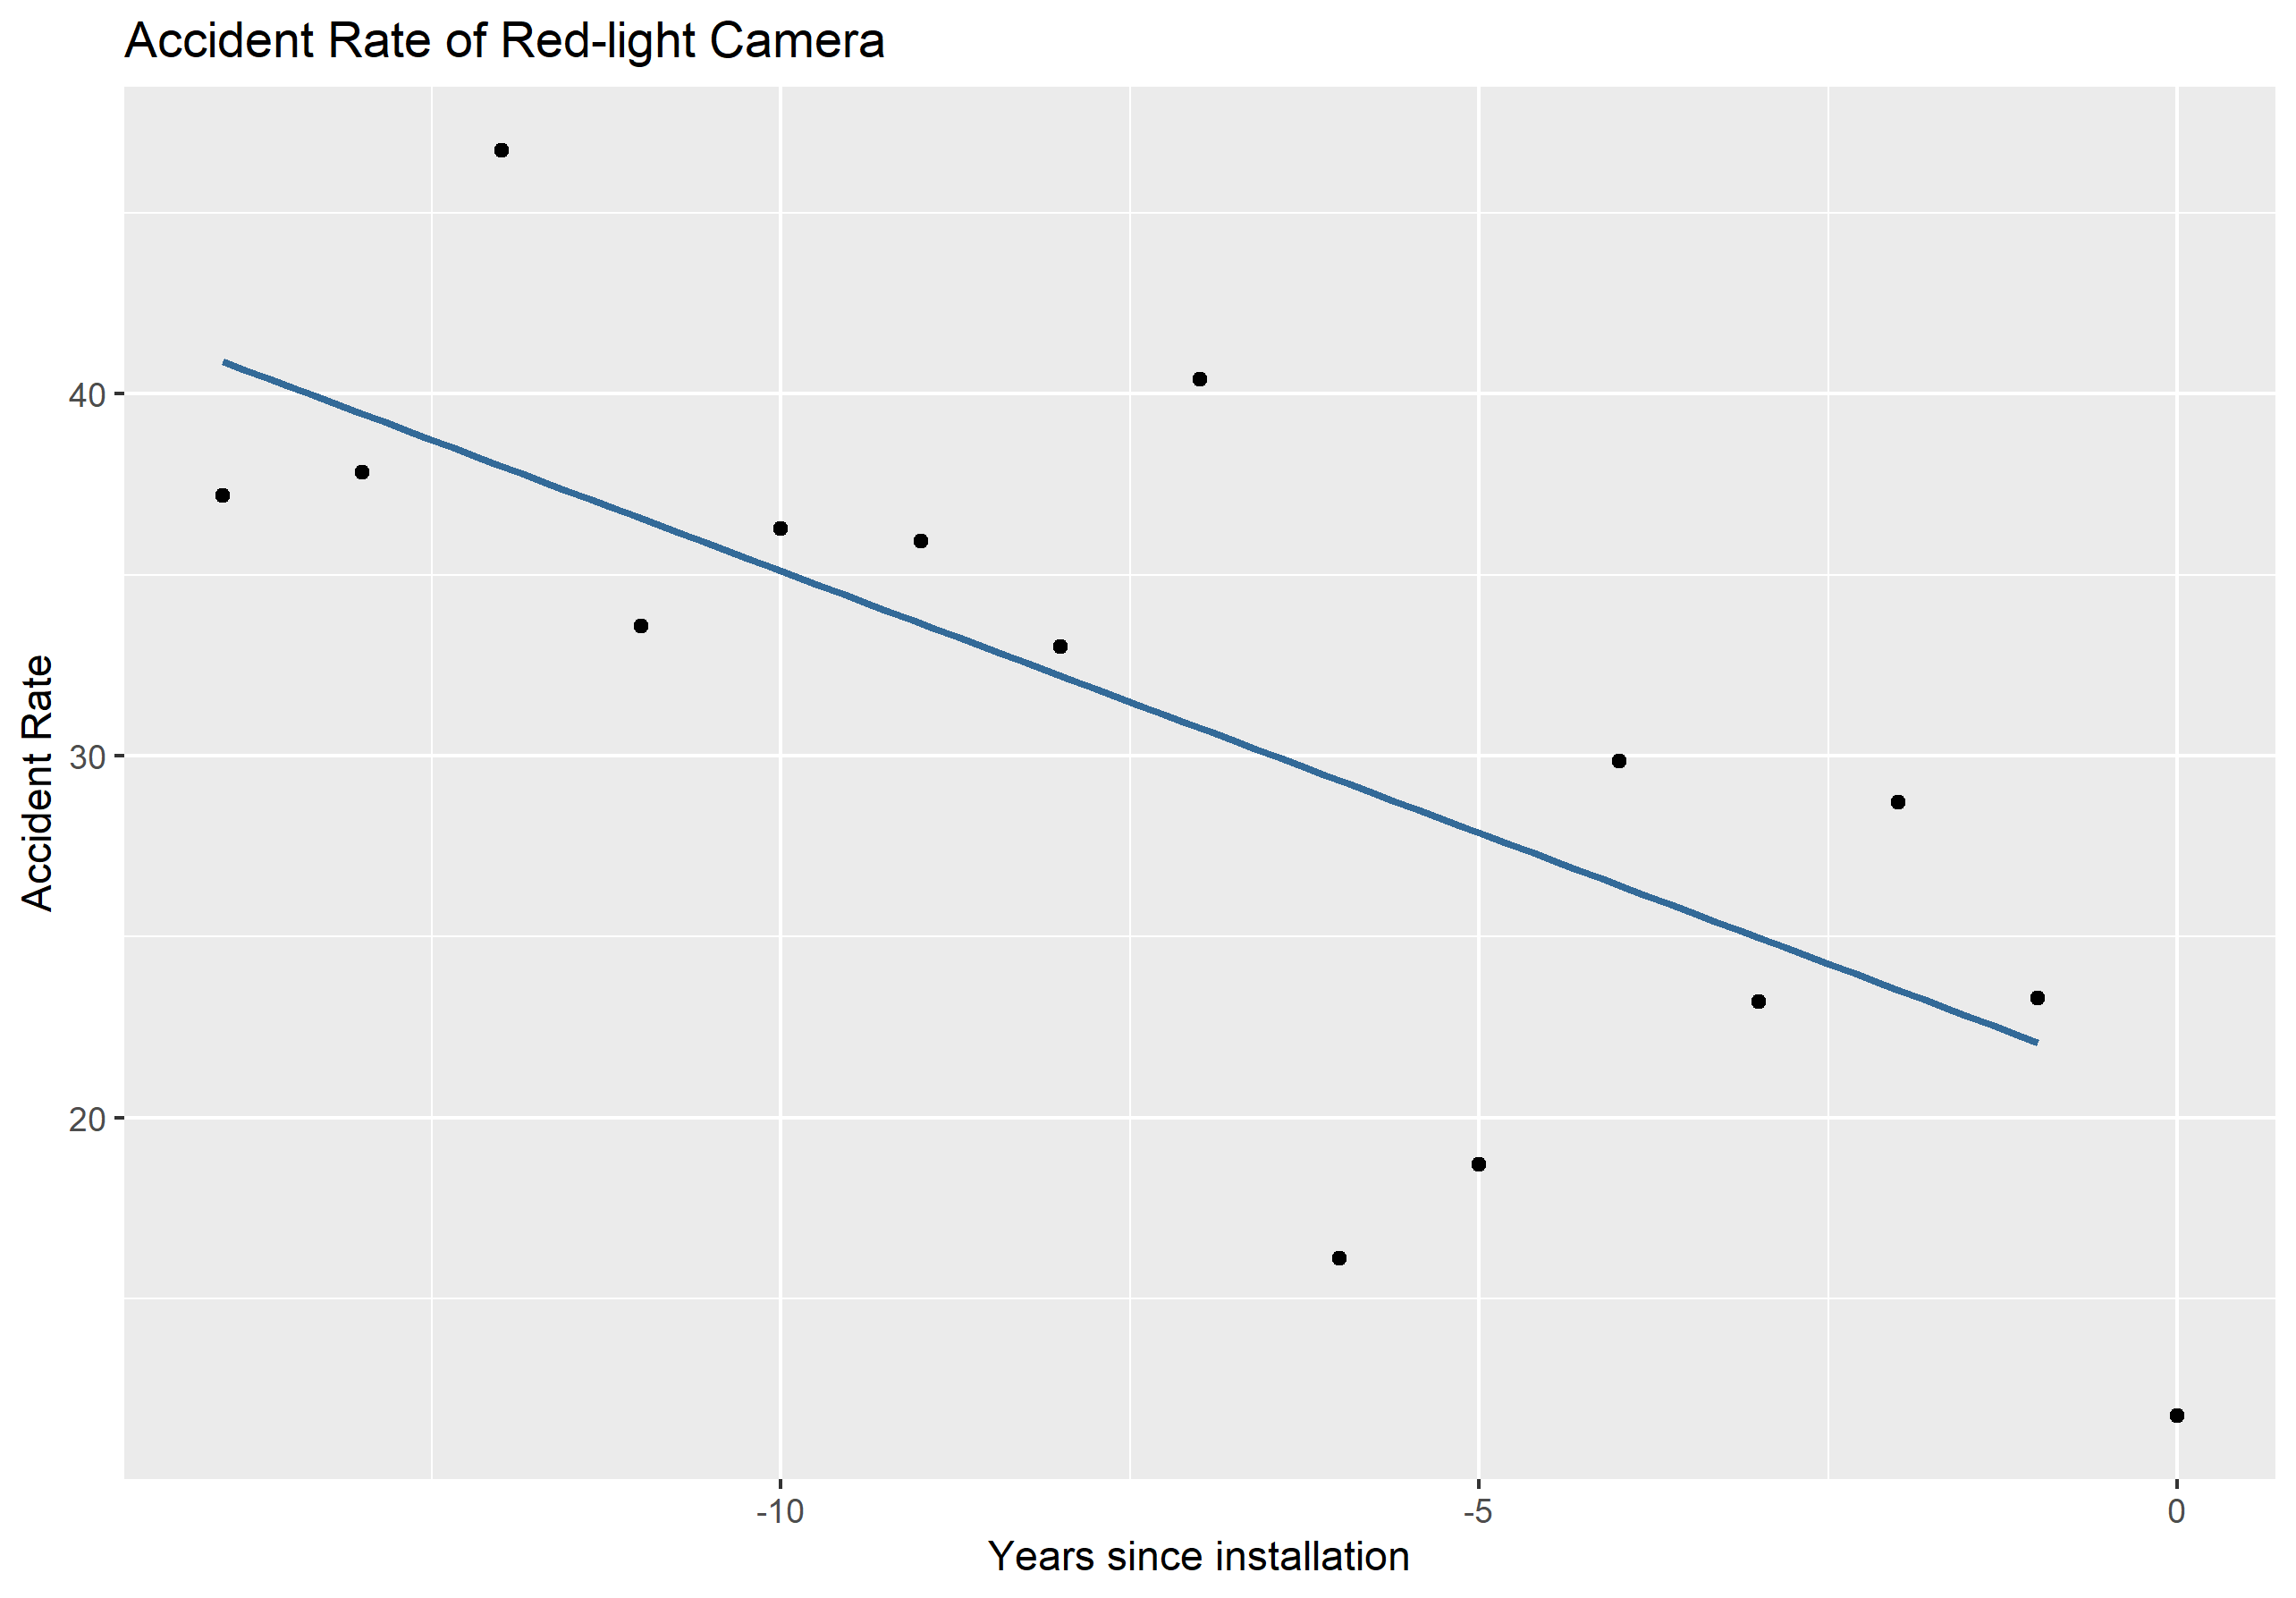 Accident Rate of Red-light Camera
Accident Rate
40
30
20
-10
-5
0
Years since installation